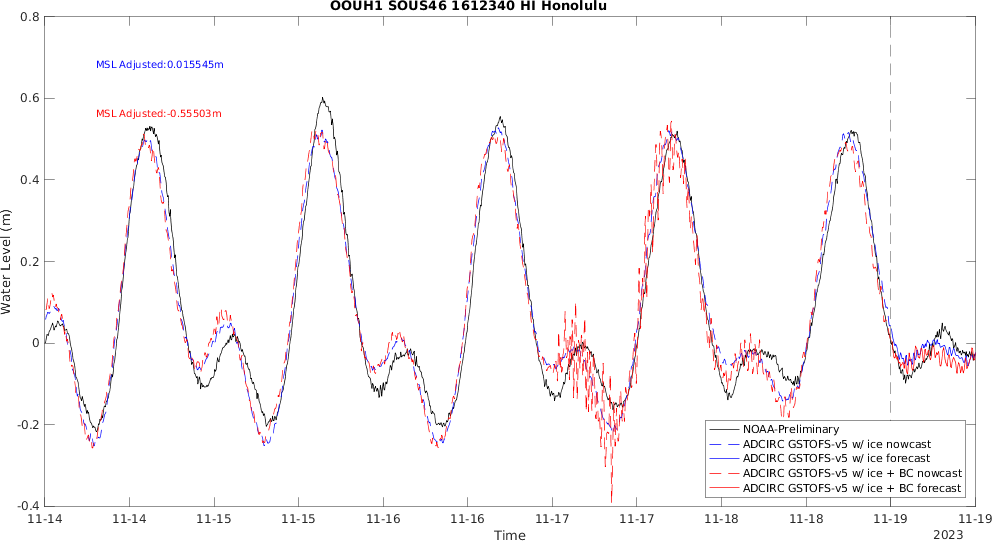 OOUH1 SOUS46 1612340 HI Honolulu
0.8
0.6
0.4
0.2
0
-0.2
-0.4
Water Level (m)
MSL Adjusted:0.015545m
MSL Adjusted:-0.55503m
NOAA-Preliminary
ADCIRC GSTOFS-v5 w/ ice nowcast
ADCIRC GSTOFS-v5 w/ ice forecast
ADCIRC GSTOFS-v5 w/ ice + BC nowcast
ADCIRC GSTOFS-v5 w/ ice + BC forecast
11-14 11-14 11-15 11-15 11-16 11-16 11-17 11-17 11-18 11-18 11-19 11-19
Time
2023